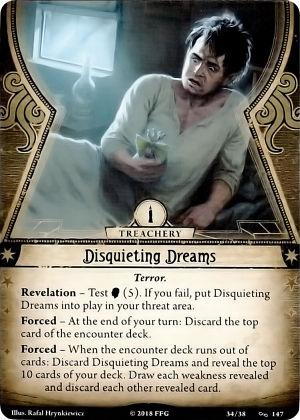 TREACHERY
Disquieting Dreams
Terror.
Revelation – Test (5). If you fail, put Disquieting
Dreams into play in your threat area.
Forced – At the end of your turn: Discard the top
card of the encounter deck.
Forced – When the encounter deck runs out of
cards: Discard Disquieting Dreams and reveal the top
10 cards of your deck. Draw each weakness revealed
and discard each other revealed card.
Illus. Rafał Hrynkiewicz © 2018 FFG 34/38 147